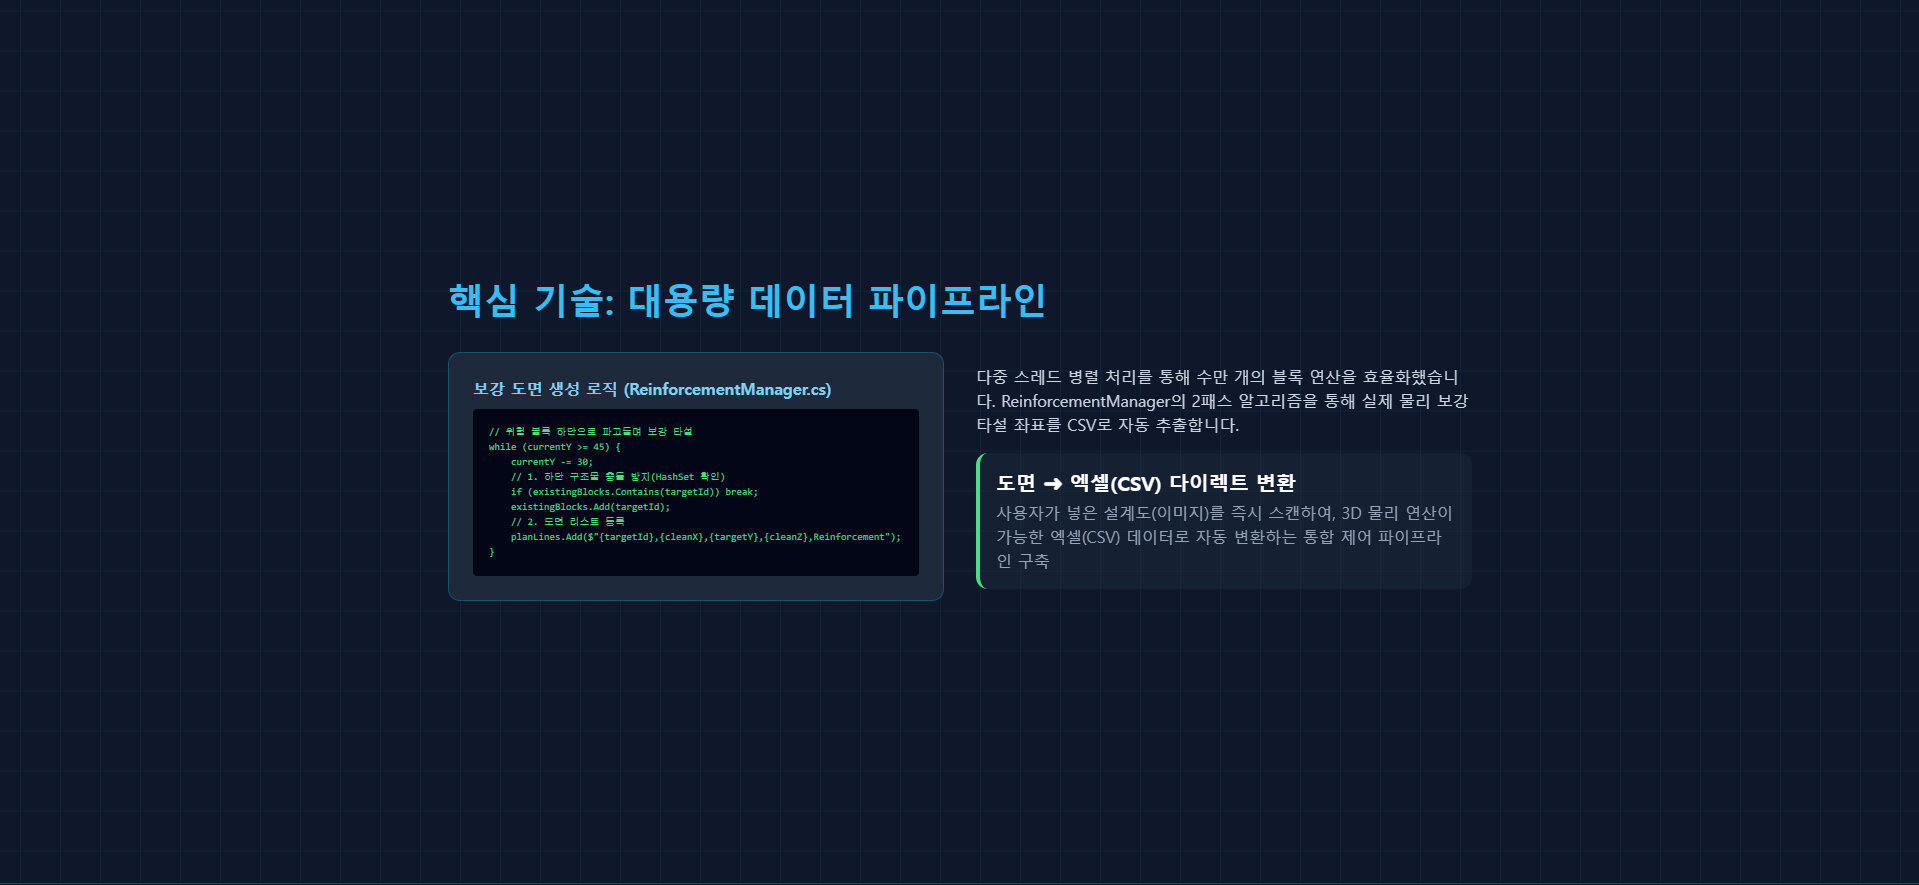 핵심 기술: 대용량 데이터 파이프라인
보강 도면 생성 로직 (ReinforcementManager.cs)
// 위험 블록 하단으로 파고들며 보강 타설
while (currentY >= 45) {
    currentY -= 30;
    // 1. 하단 구조물 충돌 방지(HashSet 확인)
    if (existingBlocks.Contains(targetId)) break;
    existingBlocks.Add(targetId);
    // 2. 도면 리스트 등록
    planLines.Add($"{targetId},{cleanX},{targetY},{cleanZ},Reinforcement");
}
다중 스레드 병렬 처리를 통해 수만 개의 블록 연산을 효율화했습니
다. ReinforcementManager의 2패스 알고리즘을 통해 실제 물리 보강
타설 좌표를 CSV로 자동 추출합니다.
도면 ➜ 엑셀(CSV) 다이렉트 변환
사용자가 넣은 설계도(이미지)를 즉시 스캔하여, 3D 물리 연산이
가능한 엑셀(CSV) 데이터로 자동 변환하는 통합 제어 파이프라
인 구축